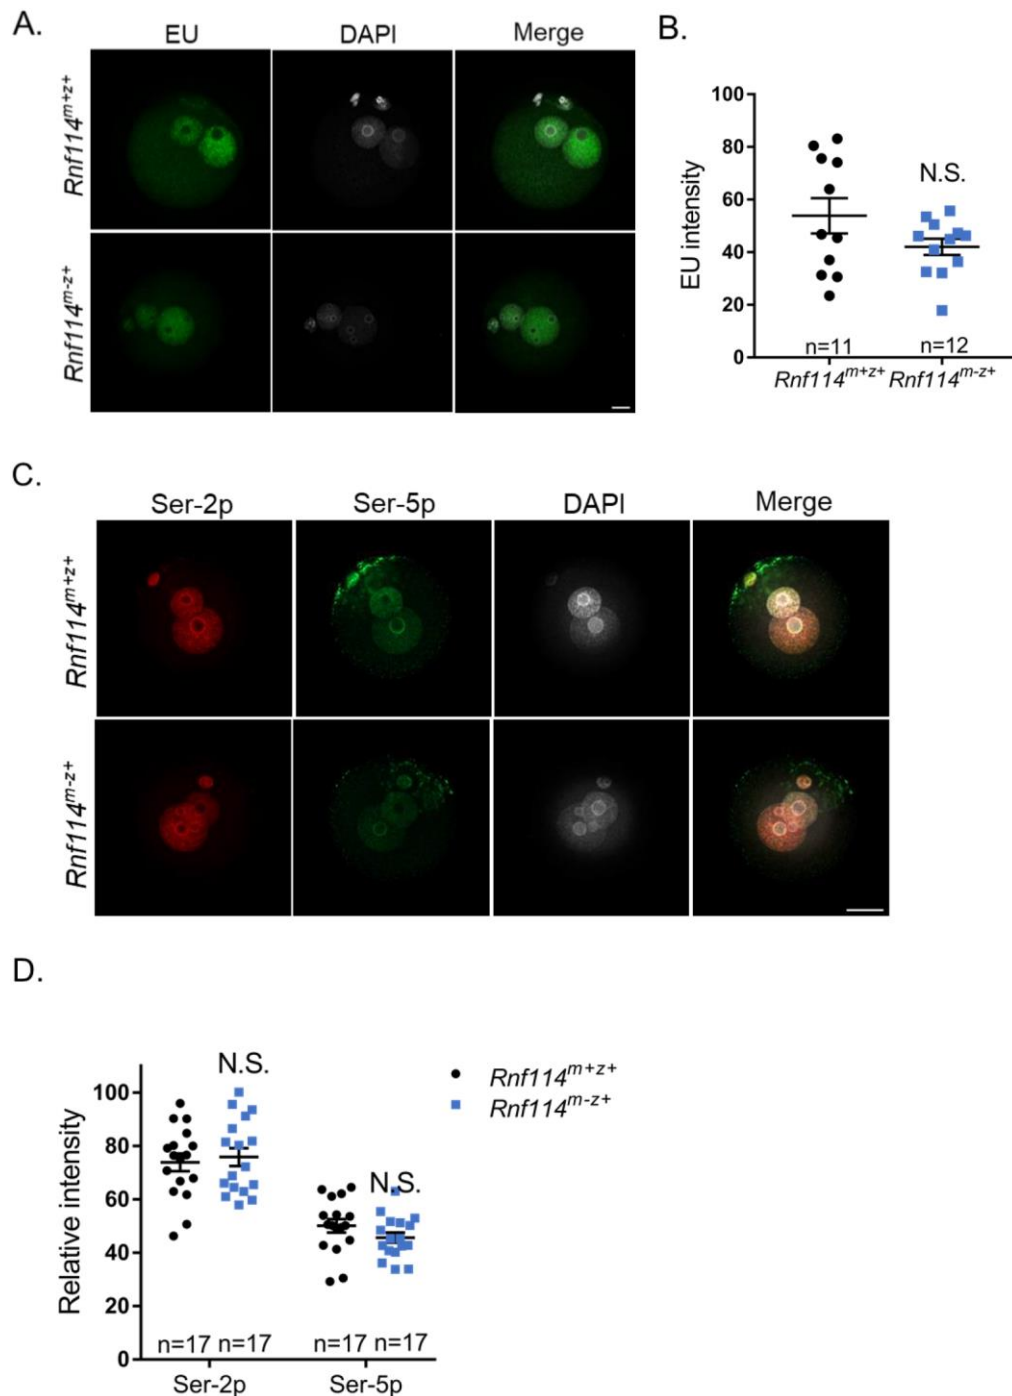 A.
EU DAPI Merge
Rnf114m+z+
Rnf114m-z+
B.
EU intensity
100
80
60
40
20
0
N.S.
n=11 n=12
Rnf114m+z+ Rnf114m-z+
C.
Ser-2p Ser-5p DAPI Merge
Rnf114m+z+
Rnf114m-z+
D.
Relative intensity
100
80
60
40
20
0
N.S.
N.S.
n=17 n=17 n=17 n=17
Ser-2p Ser-5p
Rnf114m+z+
Rnf114m-z+